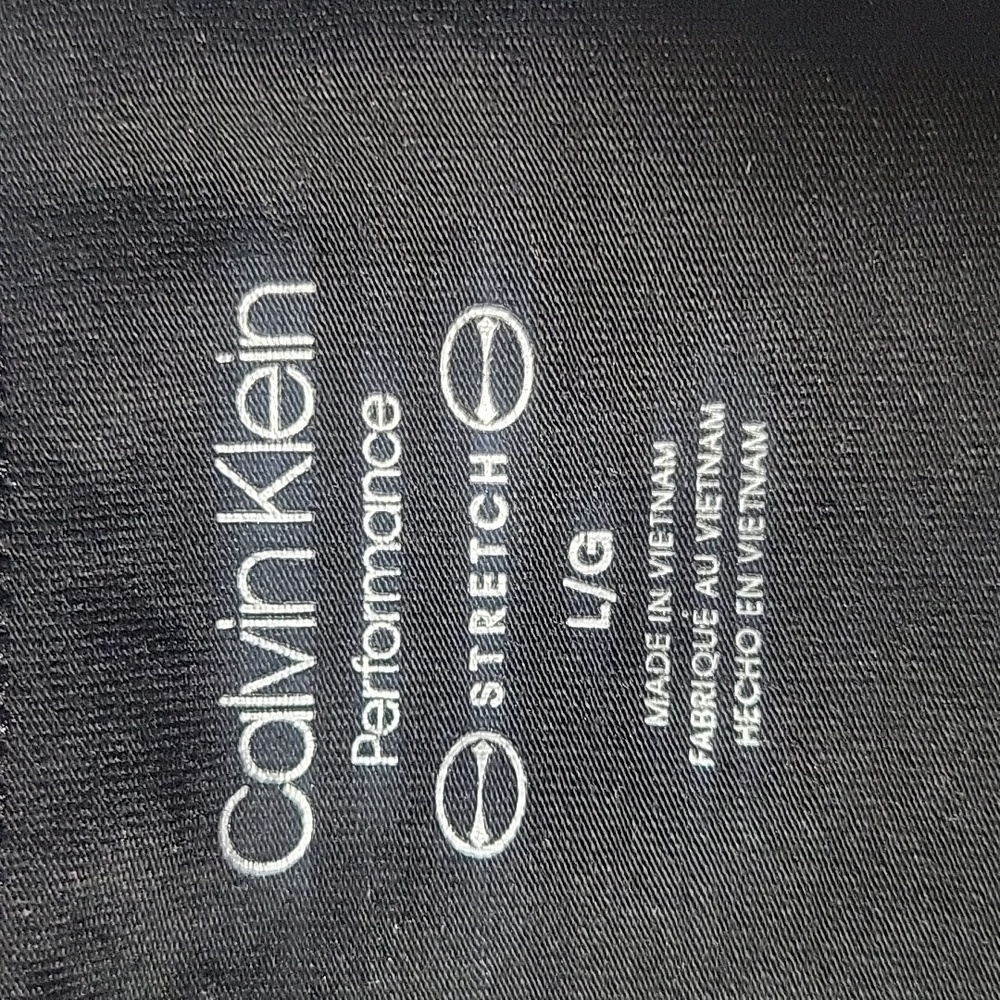 Calvin Klein
Performance
STRETCH
L/G
MADE IN VIETNAM
FABRIQUÉ AU VIETNAM
HECHO EN VIETNAM